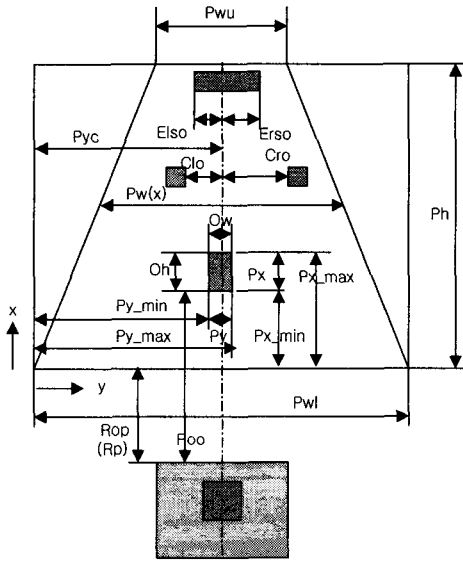 Pwu
Elso Erso
Pyc
Clo Cro
Pw(x)
Ph
Ow
Oh Px Px_max
Py_min
x Py_max Py Px_min
y
Pwl
Rop Roo
(Rp)